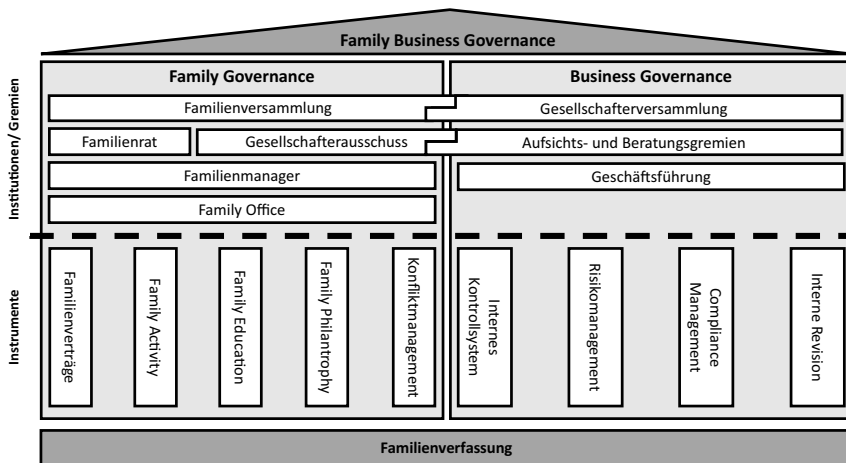 Family Business Governance
Family Governance
Business Governance
Institutionen/ Gremien
Familienversammlung
Gesellschafterversammlung
Familienrat
Gesellschafterausschuss
Aufsichts- und Beratungsgremien
Familienmanager
Geschäftsführung
Family Office
Instrumente
Familienverträge
Family Activity
Family Education
Family Philantrophy
Konfliktmanagement
Internes
Kontrollsystem
Risikomanagement
Compliance
Management
Interne Revision
Familienverfassung